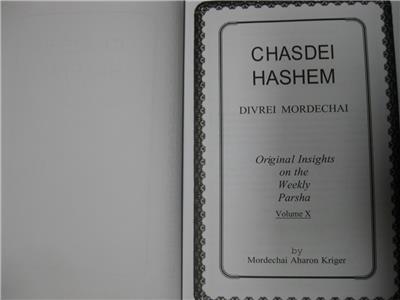 CHASDEI
HASHEM
DIVREI MORDECHAI
Original Insights
on the
Weekly
Parsha
Volume X
by
Mordechai Aharon Kriger